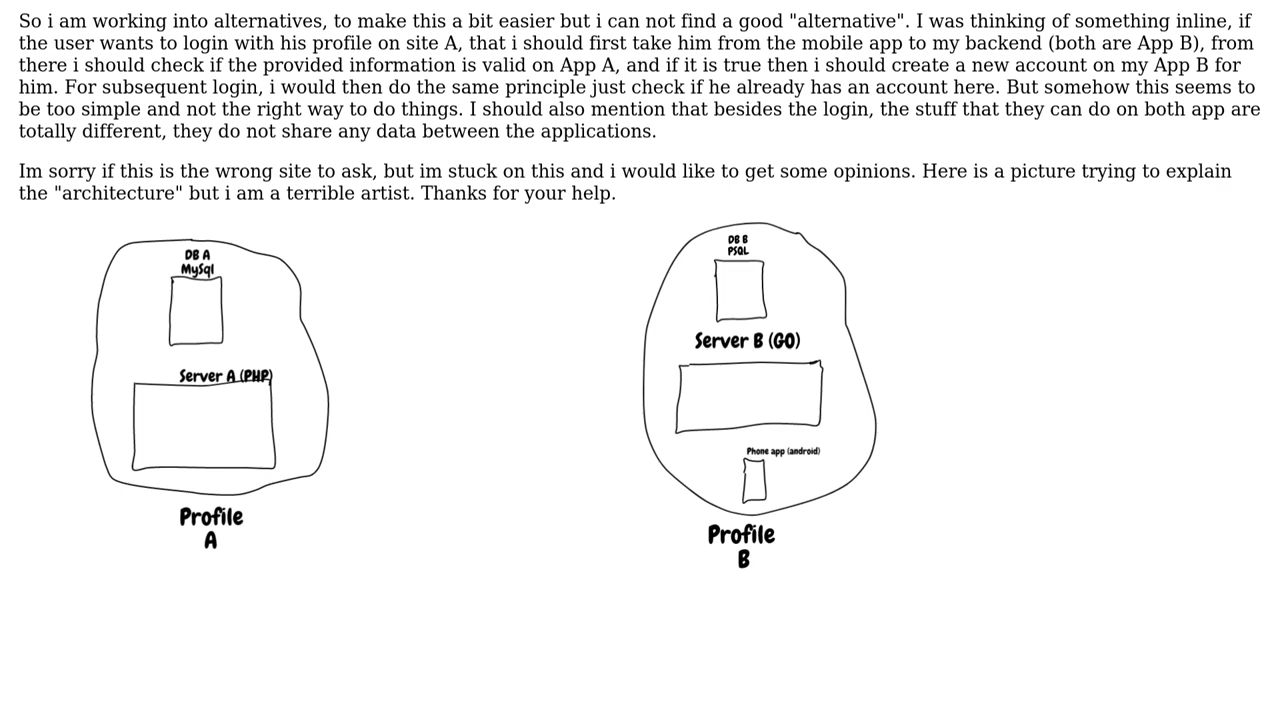 So i am working into alternatives, to make this a bit easier but i can not find a good "alternative". I was thinking of something inline, if
the user wants to login with his profile on site A, that i should first take him from the mobile app to my backend (both are App B), from
there i should check if the provided information is valid on App A, and if it is true then i should create a new account on my App B for
him. For subsequent login, i would then do the same principle just check if he already has an account here. But somehow this seems to
be too simple and not the right way to do things. I should also mention that besides the login, the stuff that they can do on both app are
totally different, they do not share any data between the applications.
Im sorry if this is the wrong site to ask, but im stuck on this and i would like to get some opinions. Here is a picture trying to explain
the "architecture" but i am a terrible artist. Thanks for your help.
DB A
MySql
Server A (PHP)
Profile
A
DB B
PSQL
Server B (GO)
Phone app (android)
Profile
B